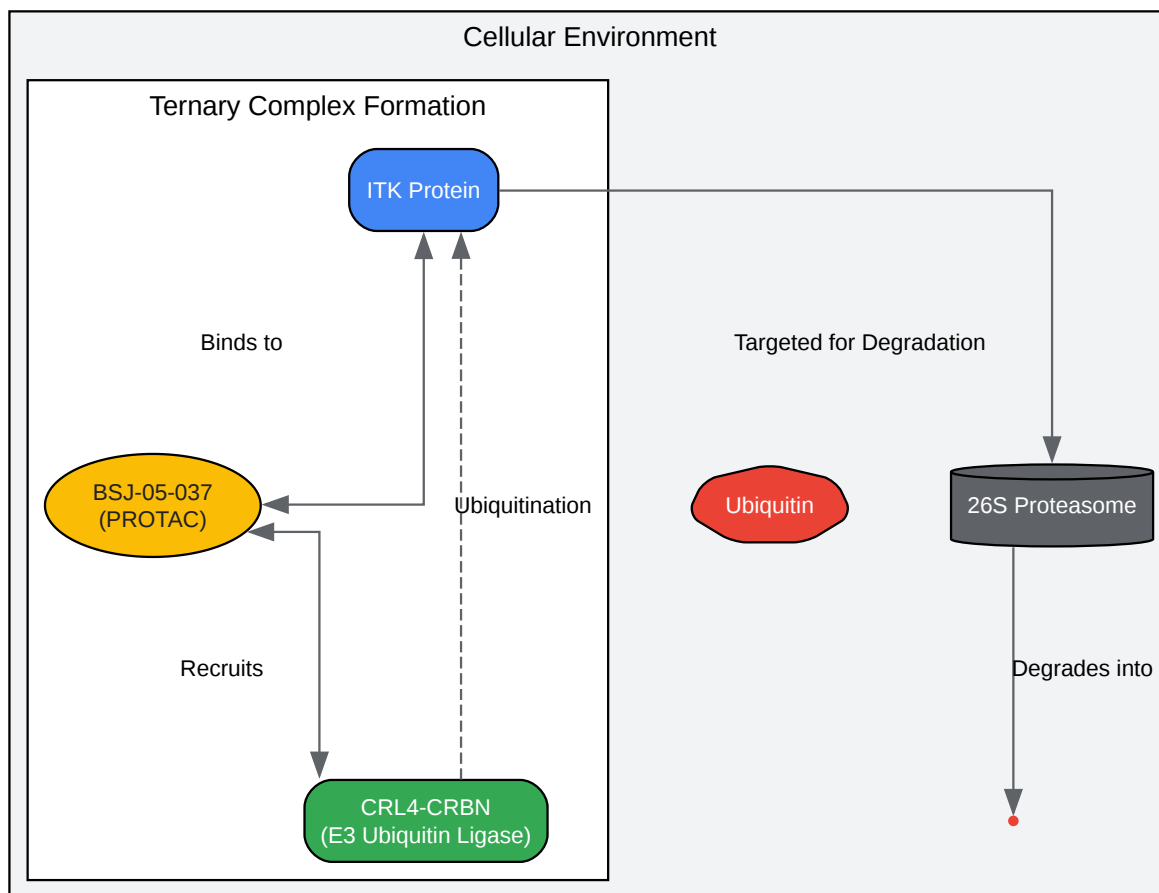 Cellular Environment
Ternary Complex Formation
ITK Protein
Binds to
Targeted for Degradation
BSJ-05-037
(PROTAC)
Ubiquitination
Ubiquitin
26S Proteasome
Recruits
Degrades into
CRL4-CRBN
(E3 Ubiquitin Ligase)